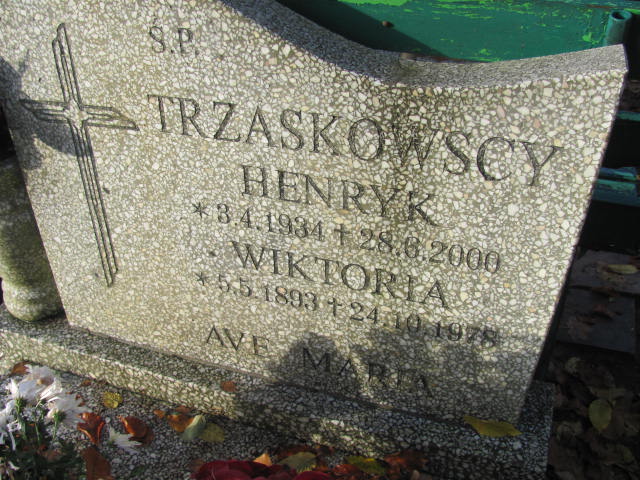 Ś.P.
TRZASKOWSCY
HENRYK
* 3.4.1934 + 28.6.2000
WIKTORIA
* 5.5.1893 + 24.10.1978
AVE MARIA